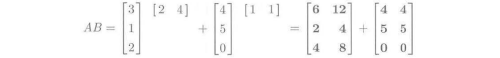 AB = [3 1 2] [2 4] + [4 5 0] [1 1] = [6 12; 2 4; 4 8] + [4 4; 5 5; 0 0]